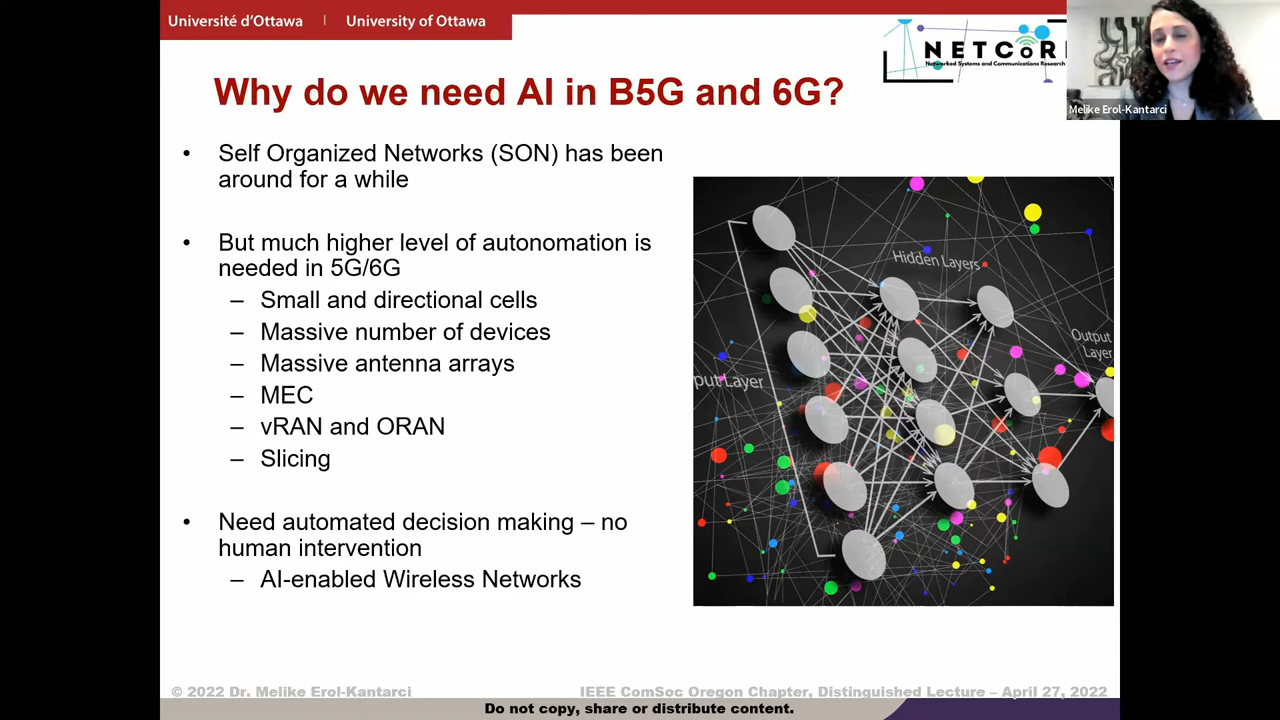 Université d'Ottawa | University of Ottawa
NETCOR
Networked Systems and Communications Research
Melike Erol-Kantarci
Why do we need AI in B5G and 6G?
• Self Organized Networks (SON) has been
around for a while
• But much higher level of autonomation is
needed in 5G/6G
– Small and directional cells
– Massive number of devices
– Massive antenna arrays
– MEC
– vRAN and ORAN
– Slicing
• Need automated decision making – no
human intervention
– AI-enabled Wireless Networks
Hidden Layers
Output
Layer
put Layer
© 2022 Dr. Melike Erol-Kantarci
IEEE ComSoc Oregon Chapter, Distinguished Lecture – April 27, 2022
Do not copy, share or distribute content.